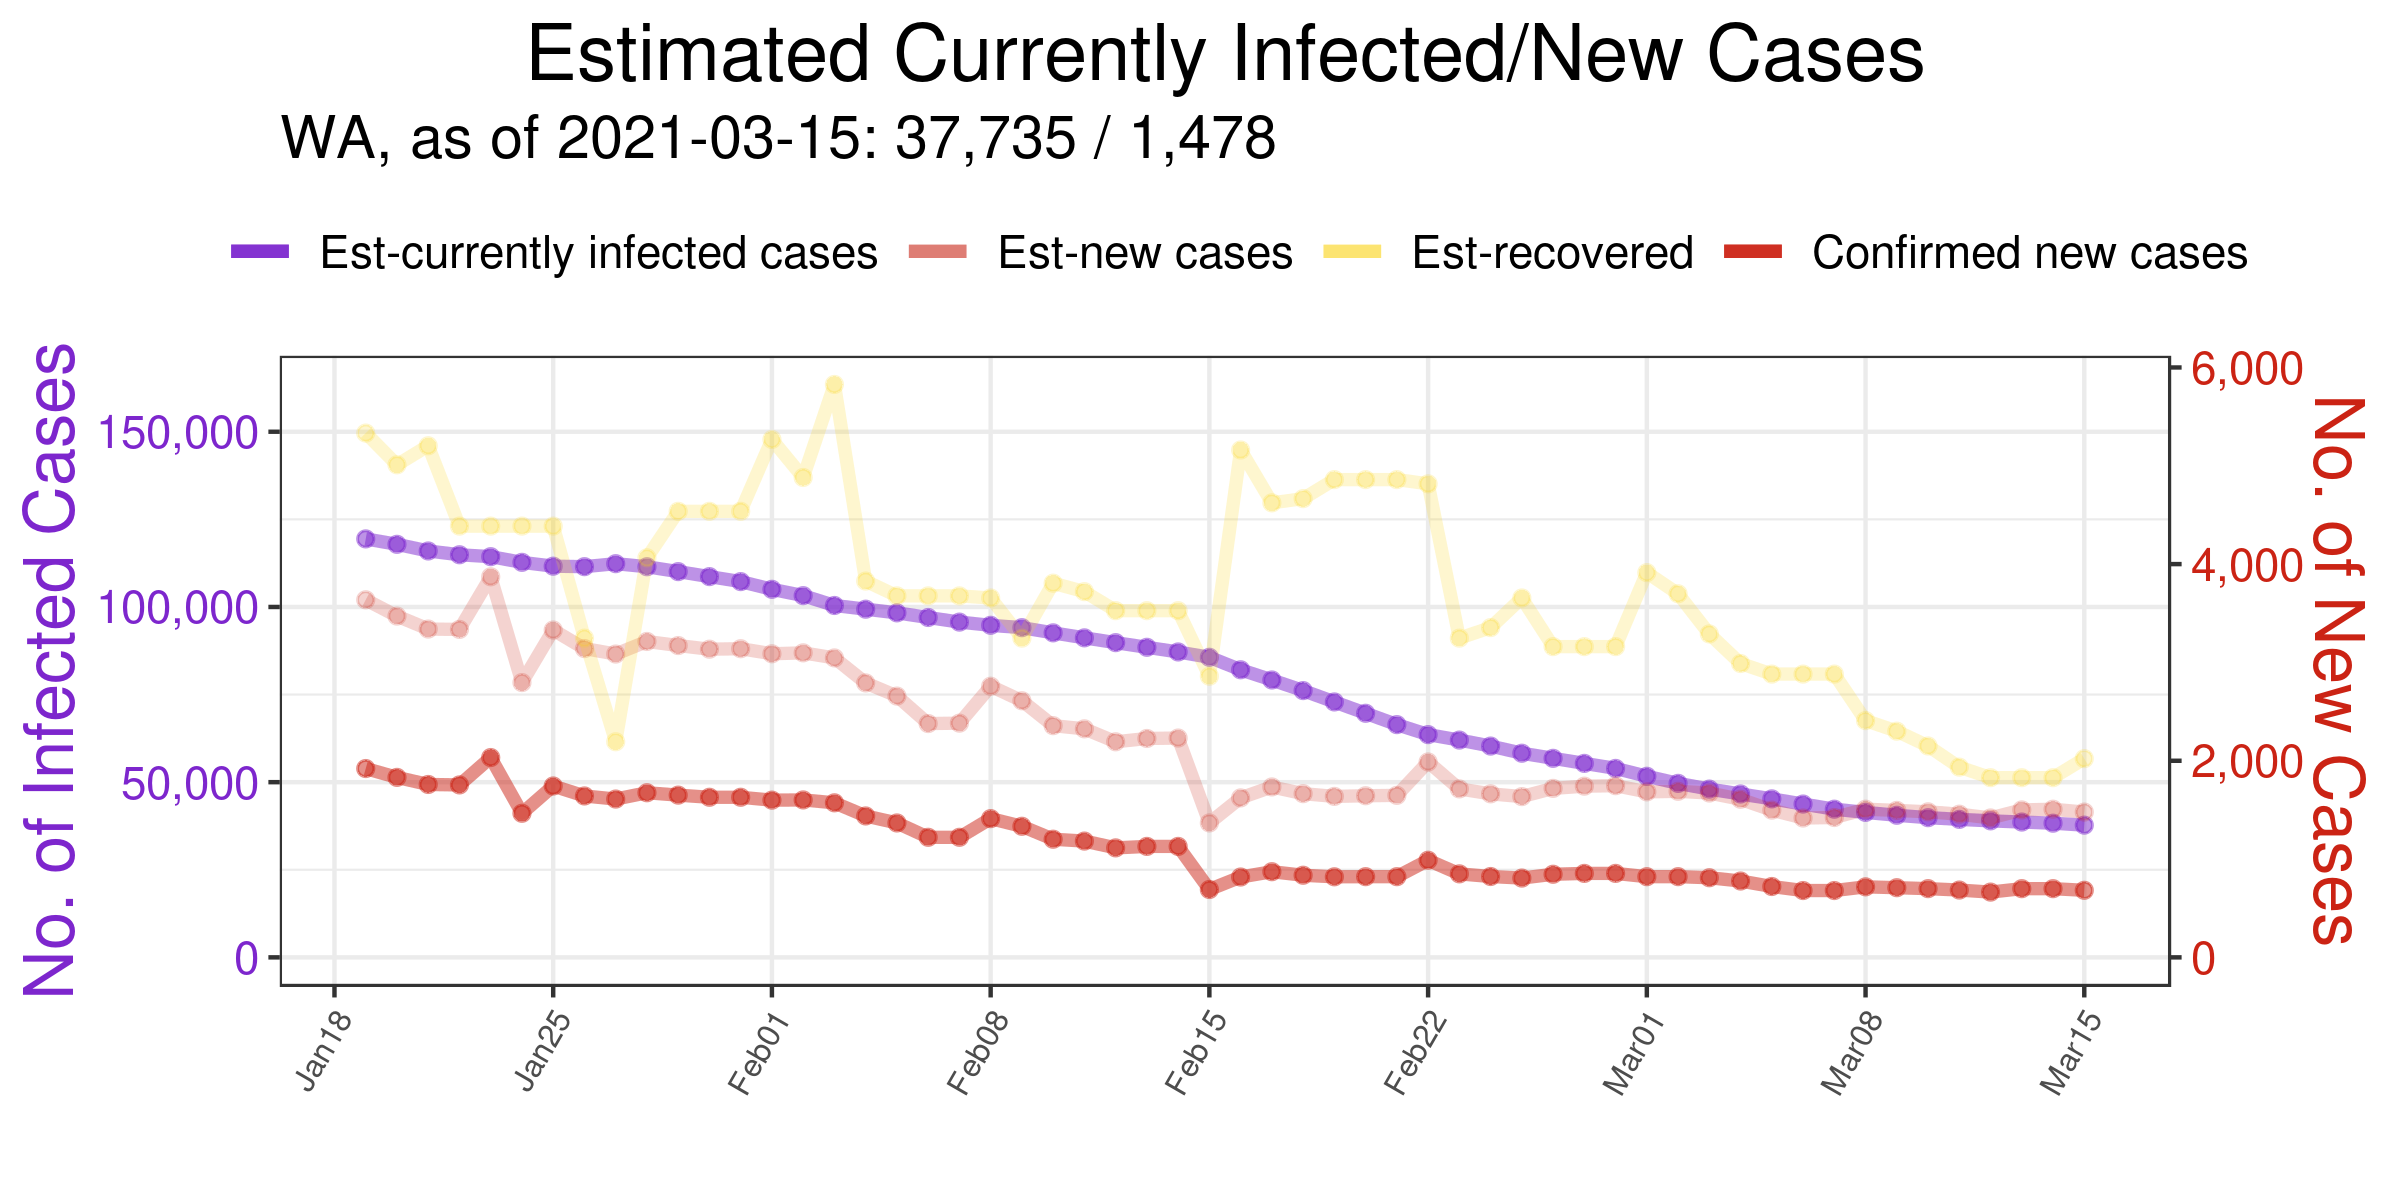 Estimated Currently Infected/New Cases
WA, as of 2021-03-15: 37,735 / 1,478
Est-currently infected cases Est-new cases Est-recovered Confirmed new cases
No. of Infected Cases
150,000
100,000
50,000
0
6,000
4,000
2,000
0
No. of New Cases
Jan18 Jan25 Feb01 Feb08 Feb15 Feb22 Mar01 Mar08 Mar15